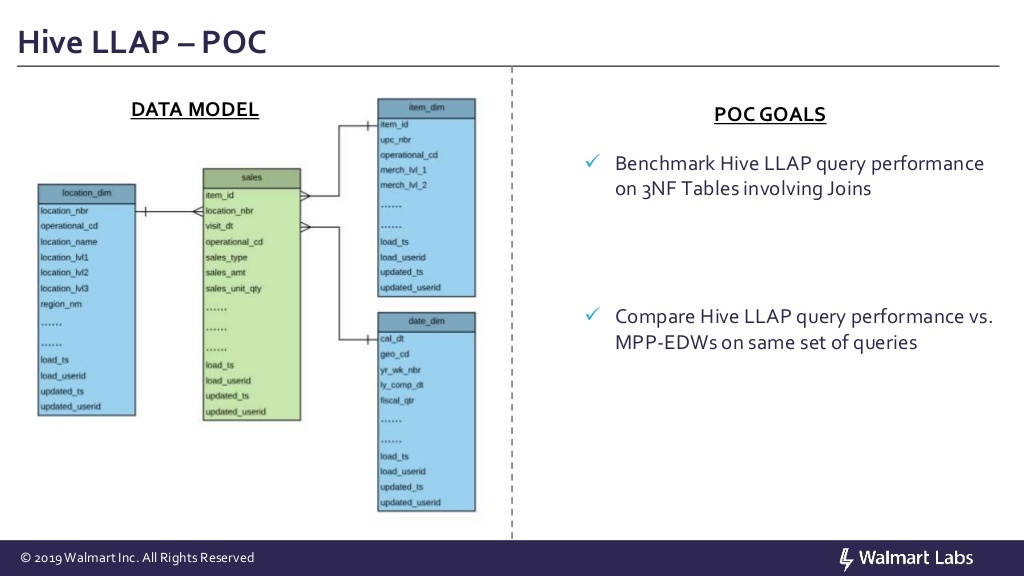 Hive LLAP – POC
DATA MODEL
location_dim
location_nbr
operational_cd
location_name
location_lvl1
location_lvl2
location_lvl3
region_nm
......
......
load_ts
load_userid
updated_ts
updated_userid
sales
item_id
location_nbr
visit_dt
operational_cd
sales_type
sales_amt
sales_unit_qty
......
......
......
load_ts
load_userid
updated_ts
updated_userid
item_dim
item_id
upc_nbr
operational_cd
merch_lvl_1
merch_lvl_2
......
......
load_ts
load_userid
updated_ts
updated_userid
date_dim
cal_dt
geo_cd
yr_wk_nbr
ly_comp_dt
fiscal_qtr
......
......
load_ts
load_userid
updated_ts
updated_userid
POC GOALS
✓ Benchmark Hive LLAP query performance
on 3NF Tables involving Joins
✓ Compare Hive LLAP query performance vs.
MPP-EDWs on same set of queries
© 2019 Walmart Inc. All Rights Reserved
Walmart Labs